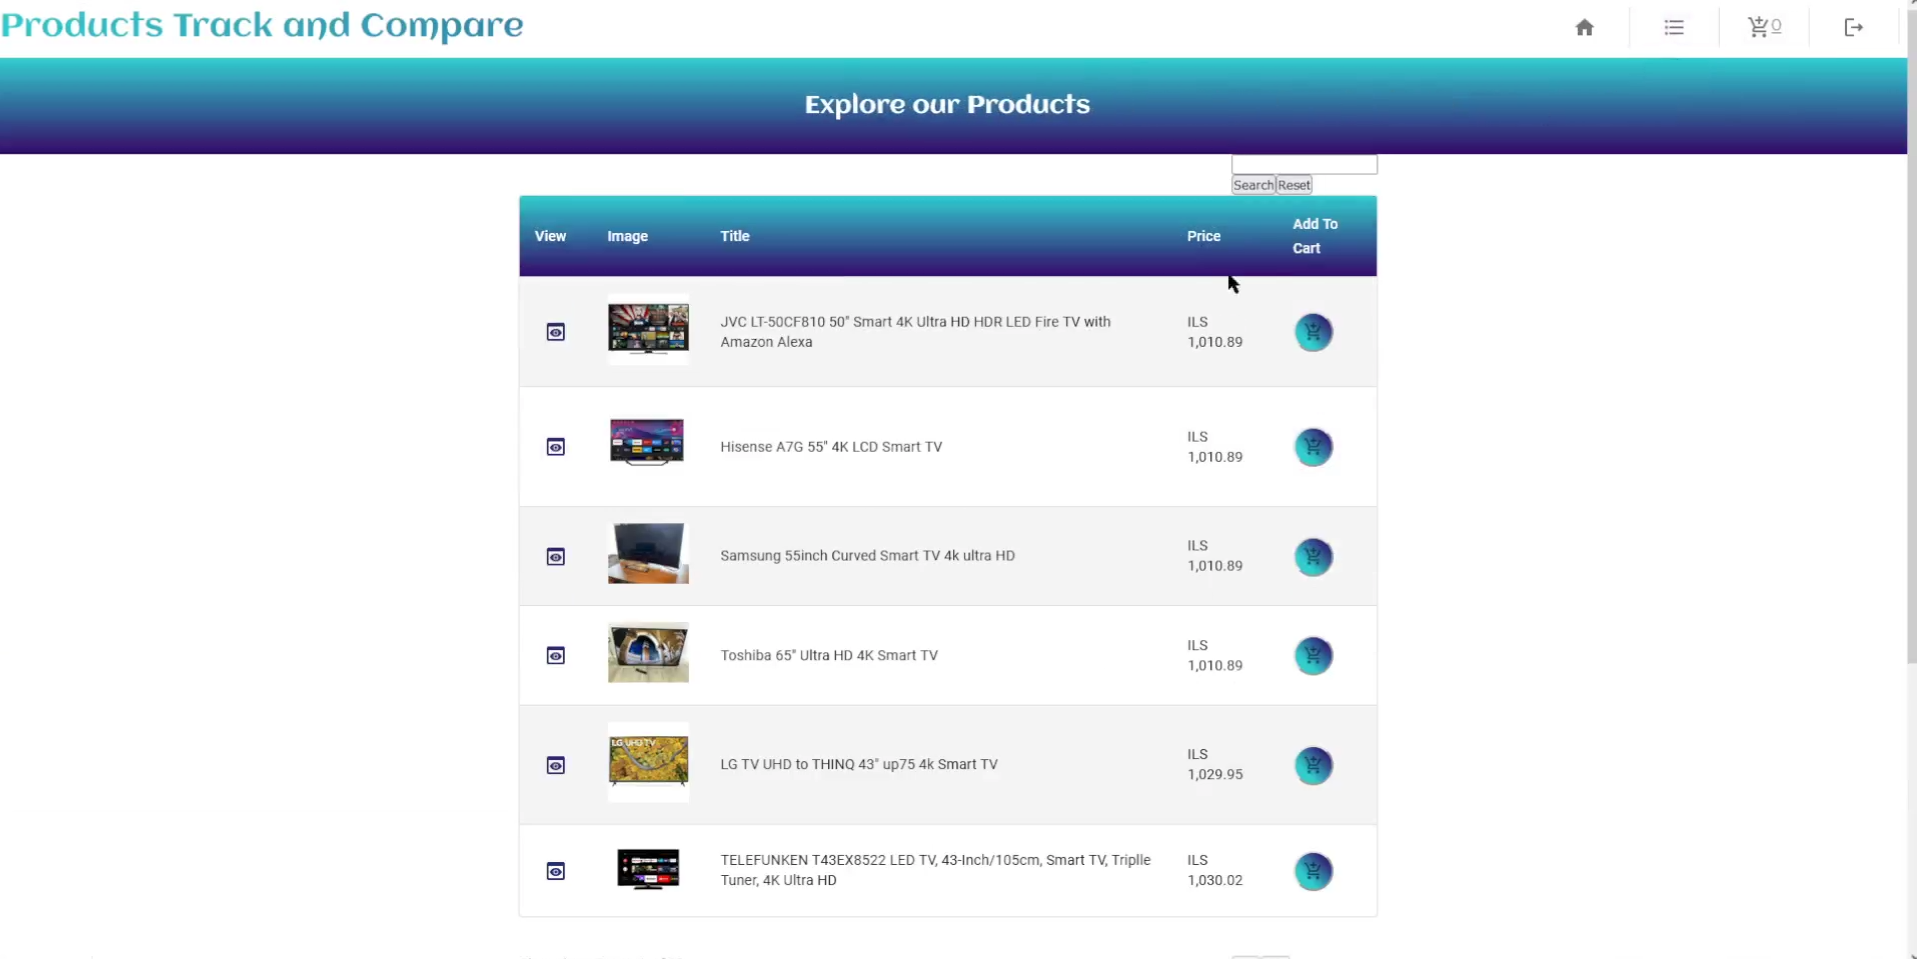 Products Track and Compare
0
Explore our Products
Search Reset
View Image Title Price Add To
Cart
JVC LT-50CF810 50" Smart 4K Ultra HD HDR LED Fire TV with
Amazon Alexa
ILS
1,010.89
Hisense A7G 55" 4K LCD Smart TV
ILS
1,010.89
Samsung 55inch Curved Smart TV 4k ultra HD
ILS
1,010.89
Toshiba 65" Ultra HD 4K Smart TV
ILS
1,010.89
LG UHD TV
LG TV UHD to THINQ 43" up75 4k Smart TV
ILS
1,029.95
TELEFUNKEN T43EX8522 LED TV, 43-Inch/105cm, Smart TV, Triplle
Tuner, 4K Ultra HD
ILS
1,030.02